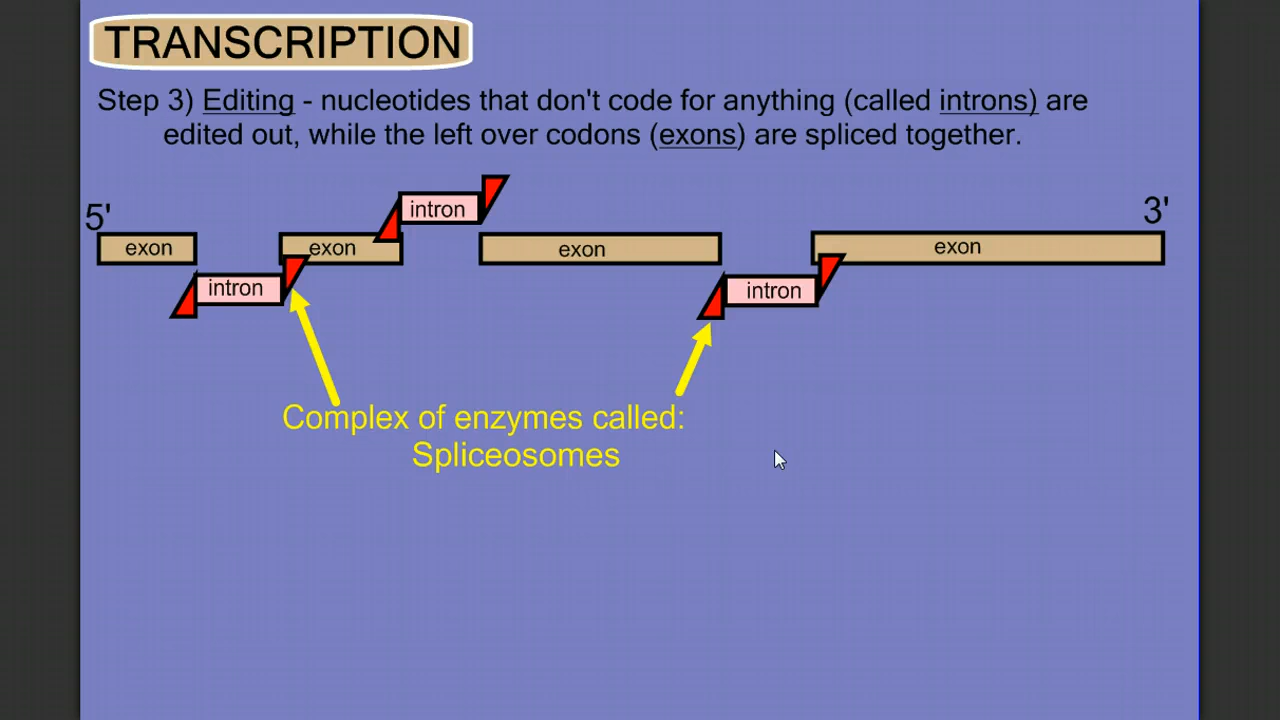 TRANSCRIPTION
Step 3) Editing - nucleotides that don't code for anything (called introns) are
edited out, while the left over codons (exons) are spliced together.
5'
3'
intron
exon
exon
exon
exon
intron
intron
Complex of enzymes called:
Spliceosomes